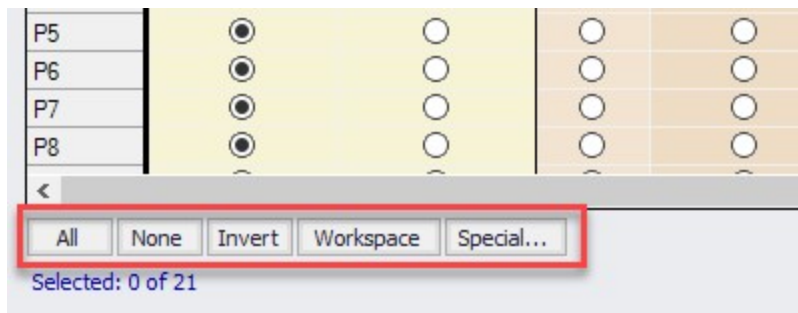 P5
P6
P7
P8
All None Invert Workspace Special...
Selected: 0 of 21